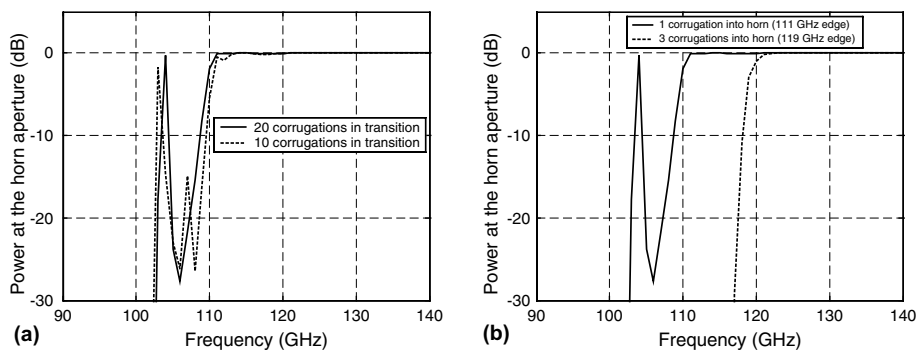 0
-10
-20
-30
Power at the horn aperture (dB)
20 corrugations in transition
10 corrugations in transition
90 100 110 120 130 140
Frequency (GHz)
(a)
1 corrugation into horn (111 GHz edge)
3 corrugations into horn (119 GHz edge)
0
-10
-20
-30
Power at the horn aperture (dB)
90 100 110 120 130 140
Frequency (GHz)
(b)